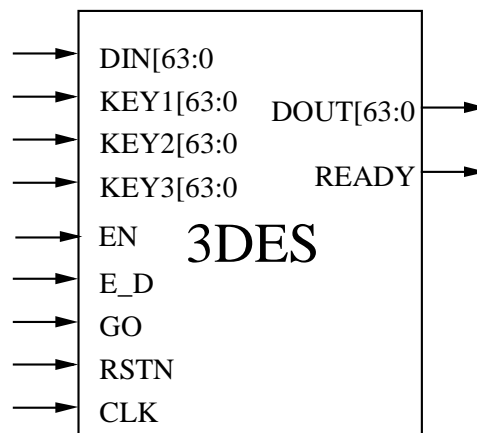 DIN[63:0
KEY1[63:0
DOUT[63:0
KEY2[63:0
READY
KEY3[63:0
EN
3DES
E_D
GO
RSTN
CLK